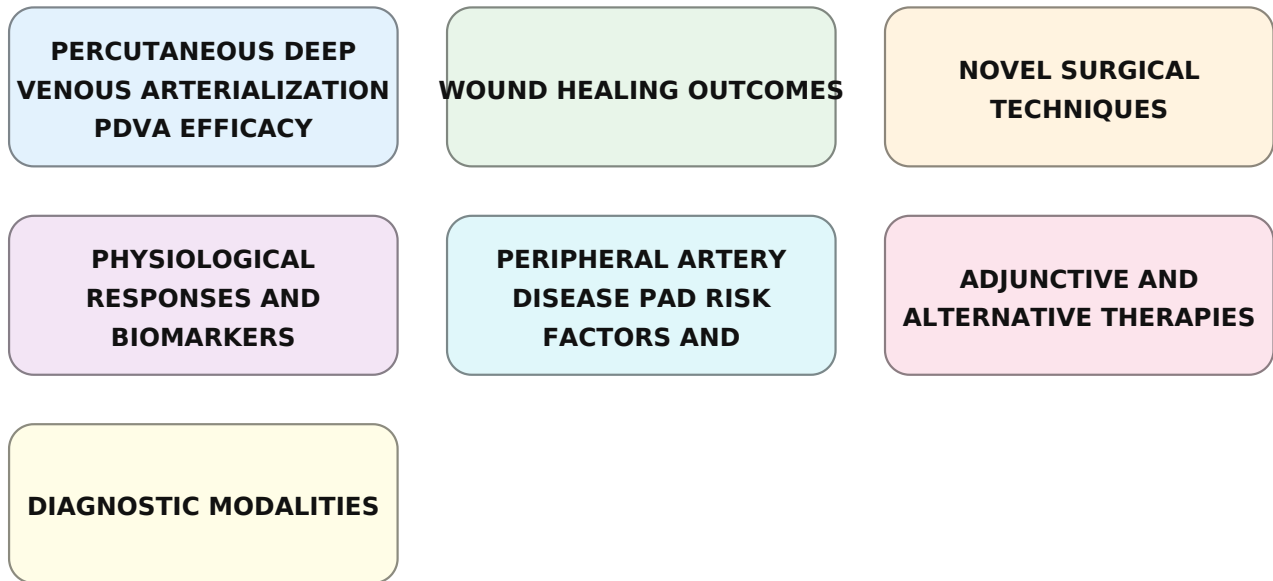 PERCUTANEOUS DEEP
VENOUS ARTERIALIZATION
PDVA EFFICACY
WOUND HEALING OUTCOMES
NOVEL SURGICAL
TECHNIQUES
PHYSIOLOGICAL
RESPONSES AND
BIOMARKERS
PERIPHERAL ARTERY
DISEASE PAD RISK
FACTORS AND
ADJUNCTIVE AND
ALTERNATIVE THERAPIES
DIAGNOSTIC MODALITIES